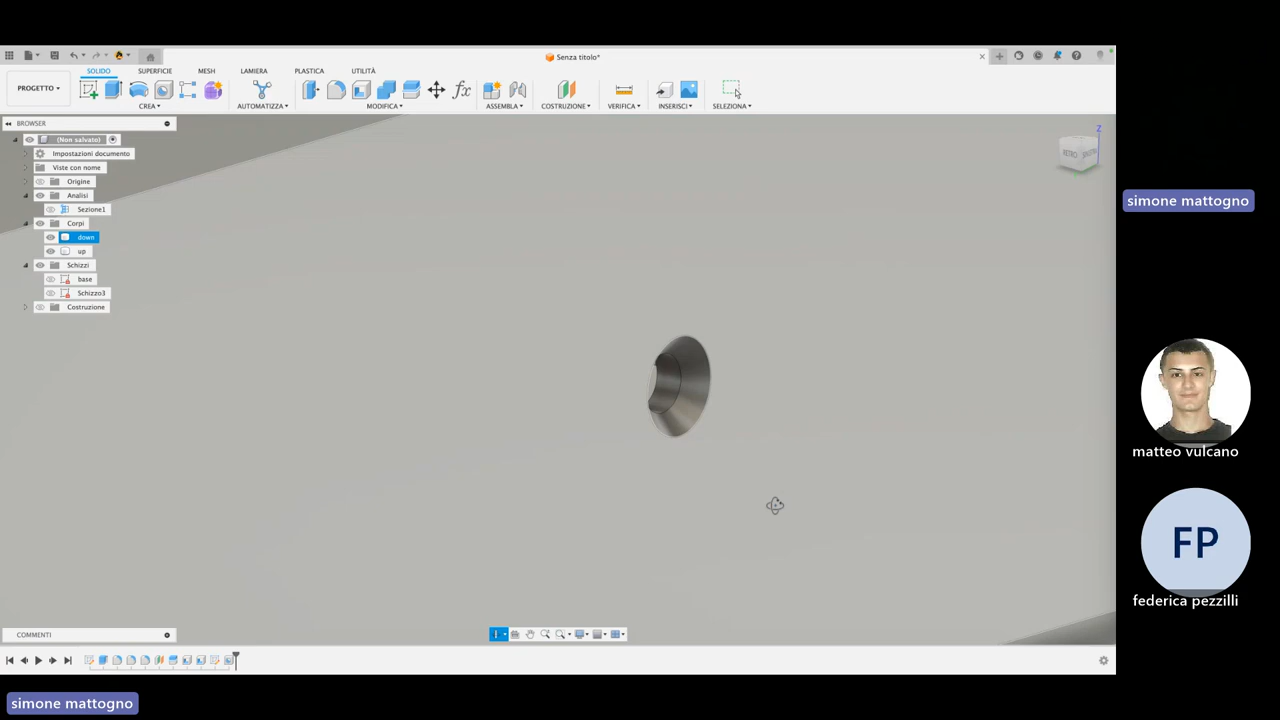 Senza titolo*
PROGETTO
SOLIDO
SUPERFICIE
MESH
LAMIERA
PLASTICA
UTILITÀ
CREA
AUTOMATIZZA
MODIFICA
fx
ASSEMBLA
COSTRUZIONE
VERIFICA
INSERISCI
SELEZIONA
BROWSER
(Non salvato)
Impostazioni documento
Viste con nome
Origine
Analisi
Sezione1
Corpi
down
up
Schizzi
base
Schizzo3
Costruzione
Z
RETRO
COMMENTI
simone mattogno
matteo vulcano
FP
federica pezzilli
simone mattogno